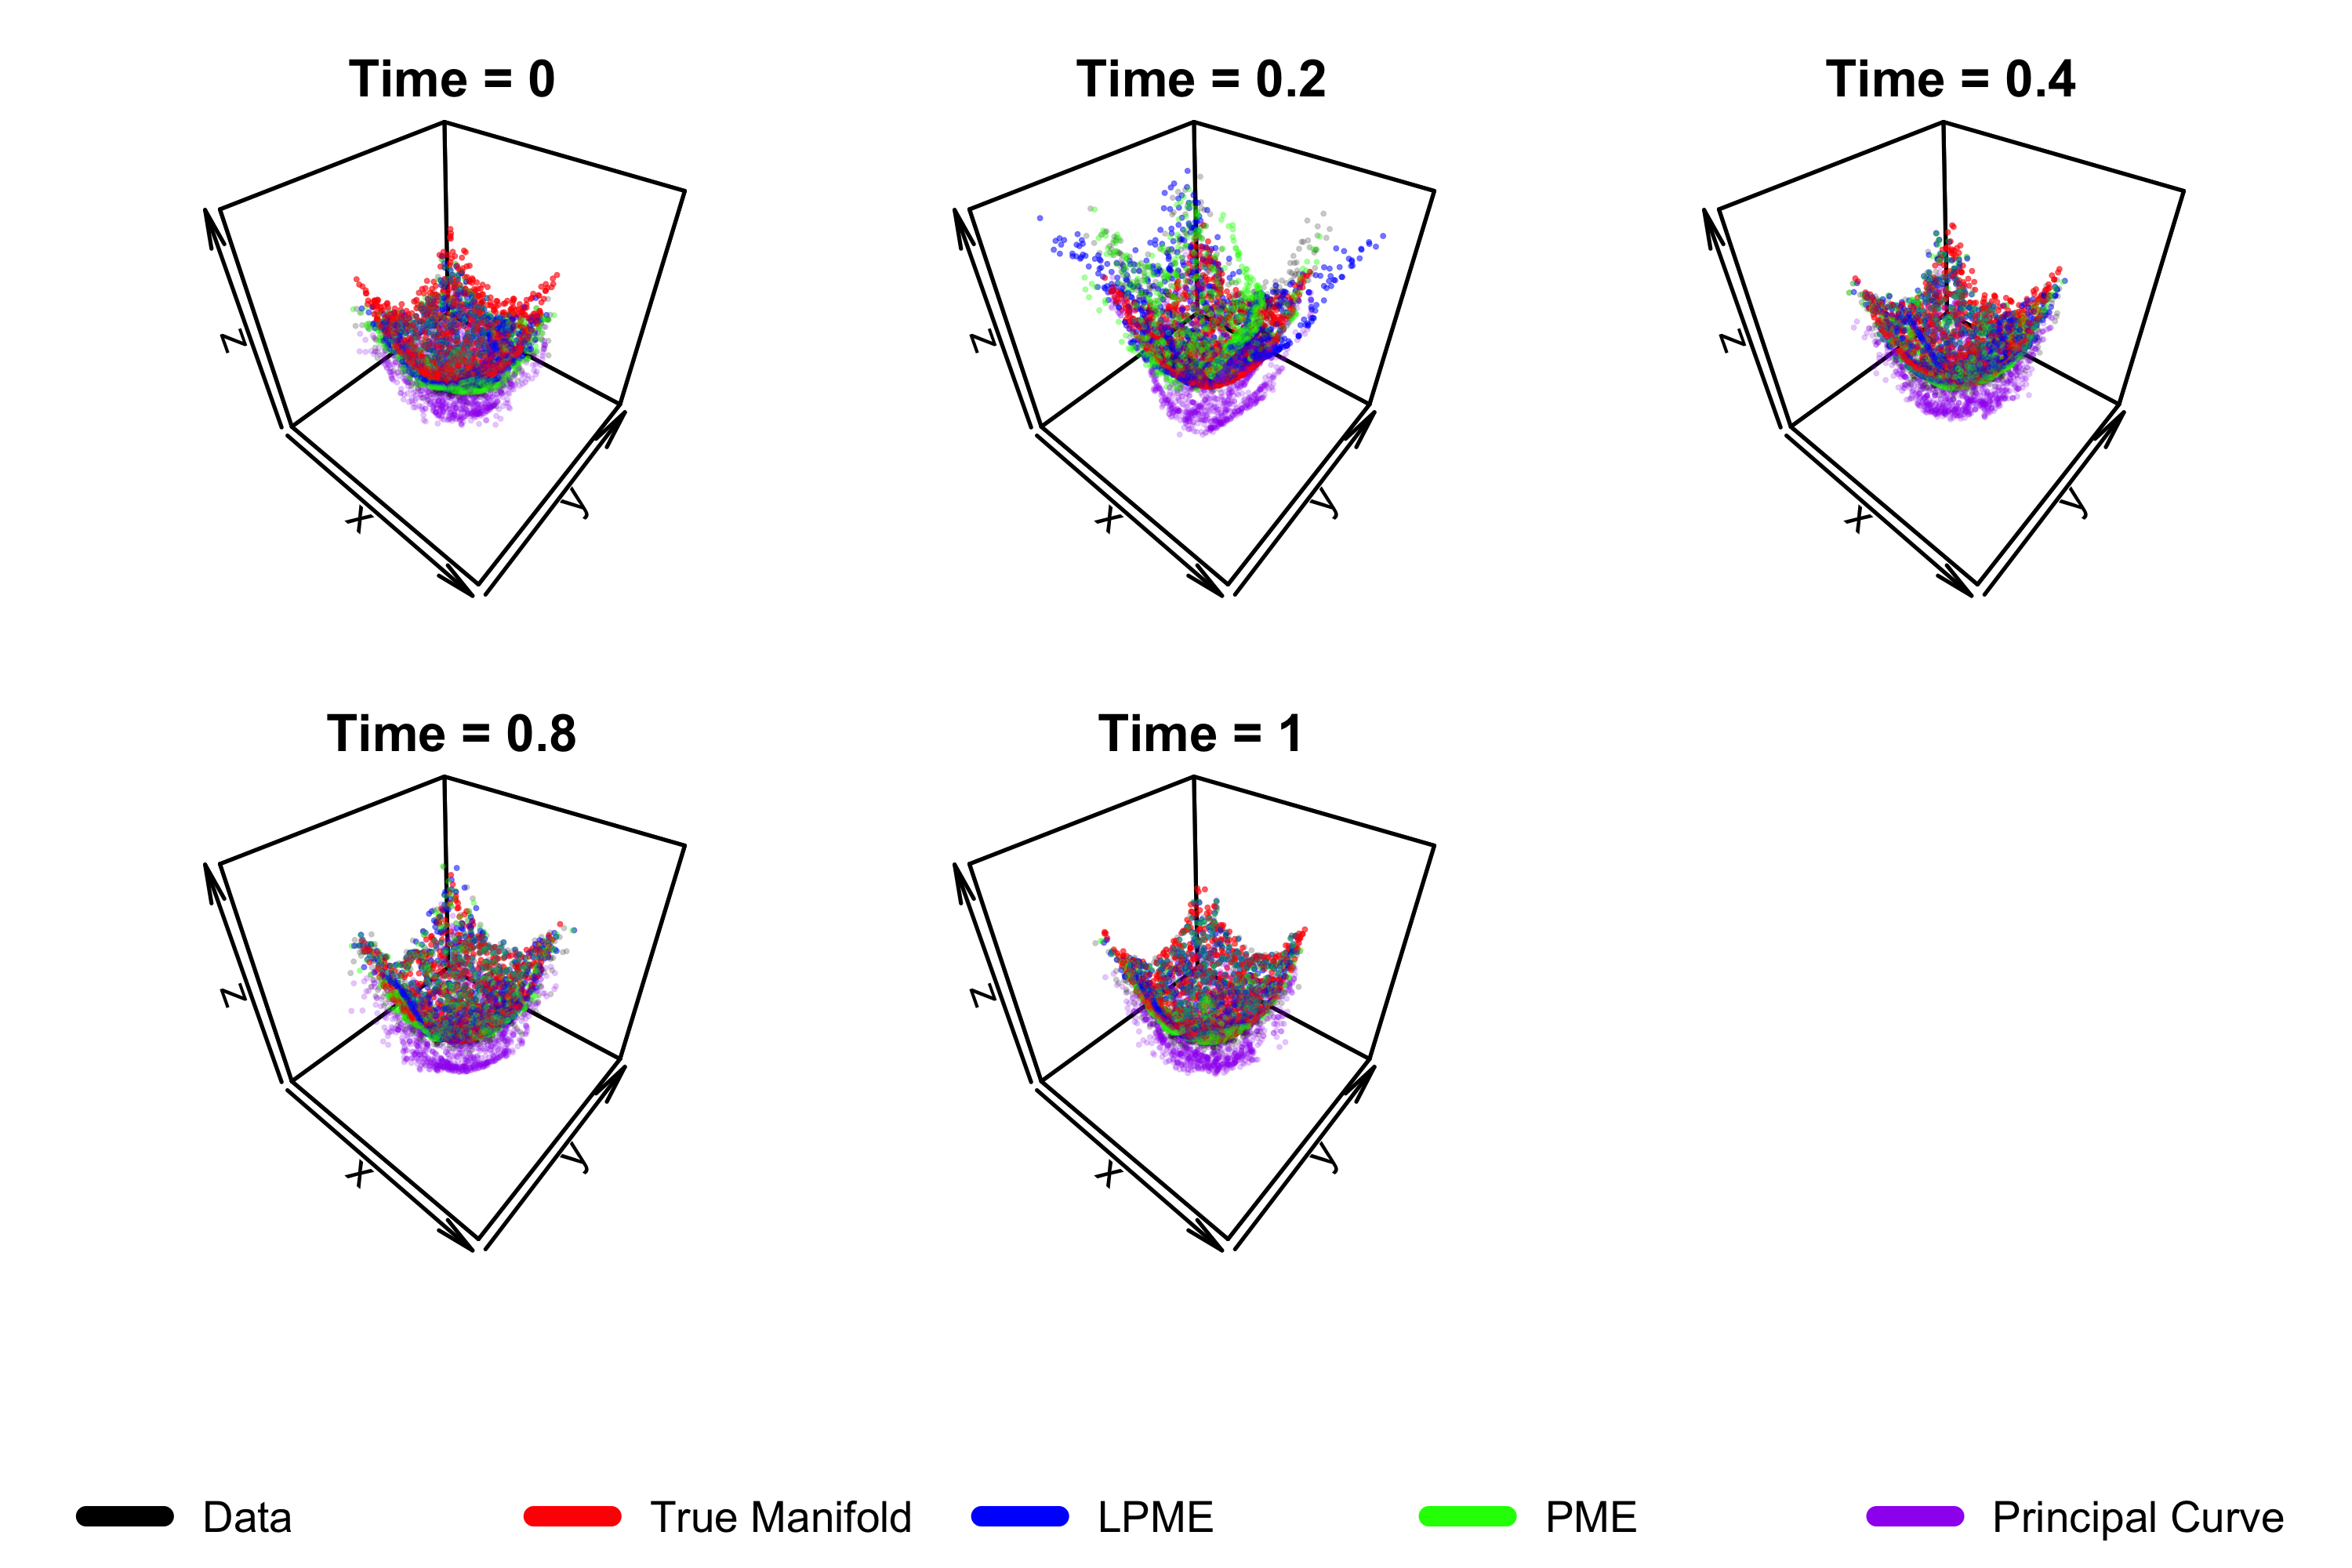 Time = 0
Time = 0.2
Time = 0.4
Z
X
Y
Z
X
Y
Z
X
Y
Time = 0.8
Time = 1
Z
X
Y
Z
X
Y
Data
True Manifold
LPME
PME
Principal Curve